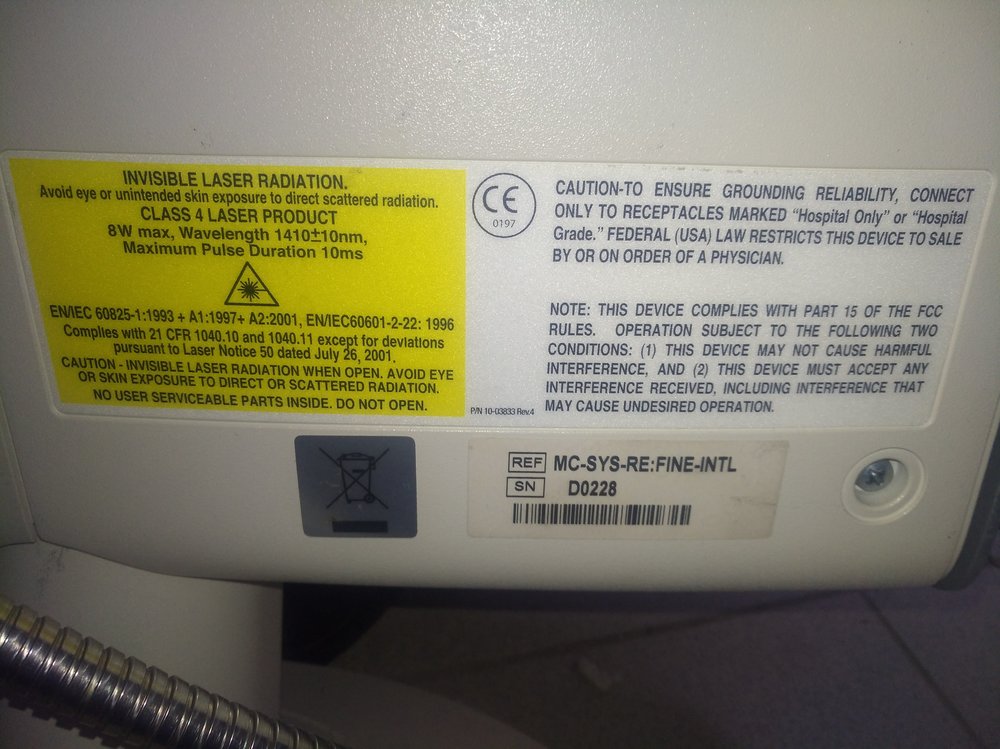 INVISIBLE LASER RADIATION.
Avoid eye or unintended skin exposure to direct scattered radiation.
CLASS 4 LASER PRODUCT
8W max, Wavelength 1410±10nm,
Maximum Pulse Duration 10ms
EN/IEC 60825-1:1993 + A1:1997+ A2:2001, EN/IEC60601-2-22: 1996
Complies with 21 CFR 1040.10 and 1040.11 except for deviations
pursuant to Laser Notice 50 dated July 26, 2001.
CAUTION - INVISIBLE LASER RADIATION WHEN OPEN. AVOID EYE
OR SKIN EXPOSURE TO DIRECT OR SCATTERED RADIATION.
NO USER SERVICEABLE PARTS INSIDE. DO NOT OPEN.
CE
0197
P/N 10-03833 Rev.4
CAUTION-TO ENSURE GROUNDING RELIABILITY, CONNECT
ONLY TO RECEPTACLES MARKED “Hospital Only” or “Hospital
Grade.” FEDERAL (USA) LAW RESTRICTS THIS DEVICE TO SALE
BY OR ON ORDER OF A PHYSICIAN.
NOTE: THIS DEVICE COMPLIES WITH PART 15 OF THE FCC
RULES. OPERATION SUBJECT TO THE FOLLOWING TWO
CONDITIONS: (1) THIS DEVICE MAY NOT CAUSE HARMFUL
INTERFERENCE, AND (2) THIS DEVICE MUST ACCEPT ANY
INTERFERENCE RECEIVED, INCLUDING INTERFERENCE THAT
MAY CAUSE UNDESIRED OPERATION.
REF MC-SYS-RE:FINE-INTL
SN D0228